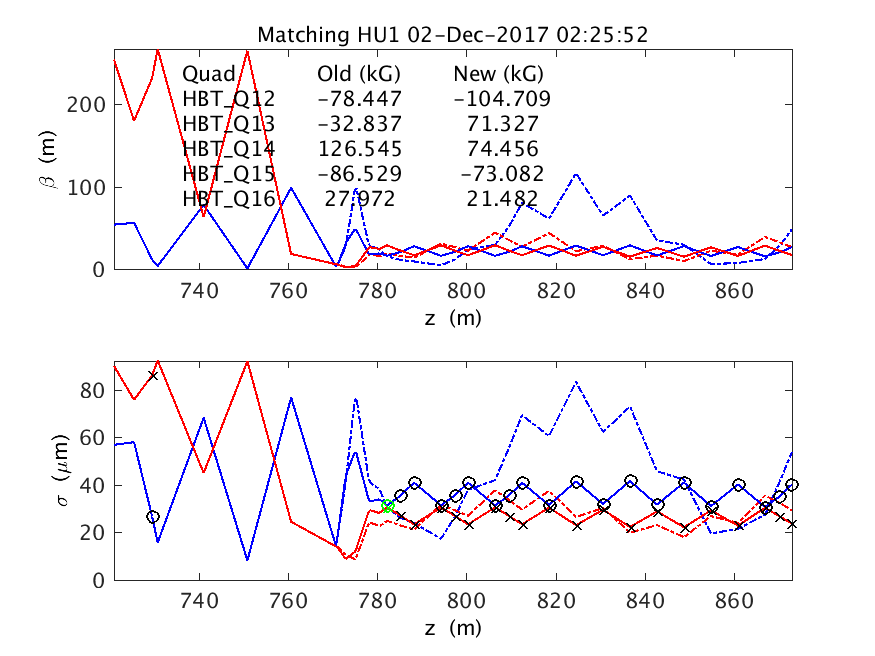 Matching HU1 02-Dec-2017 02:25:52
Quad Old (kG) New (kG)
HBT_Q12 -78.447 -104.709
HBT_Q13 -32.837 71.327
HBT_Q14 126.545 74.456
HBT_Q15 -86.529 -73.082
HBT_Q16 27.972 21.482
β (m)
200
100
0
740 760 780 800 820 840 860
z (m)
σ (μm)
80
60
40
20
0
740 760 780 800 820 840 860
z (m)